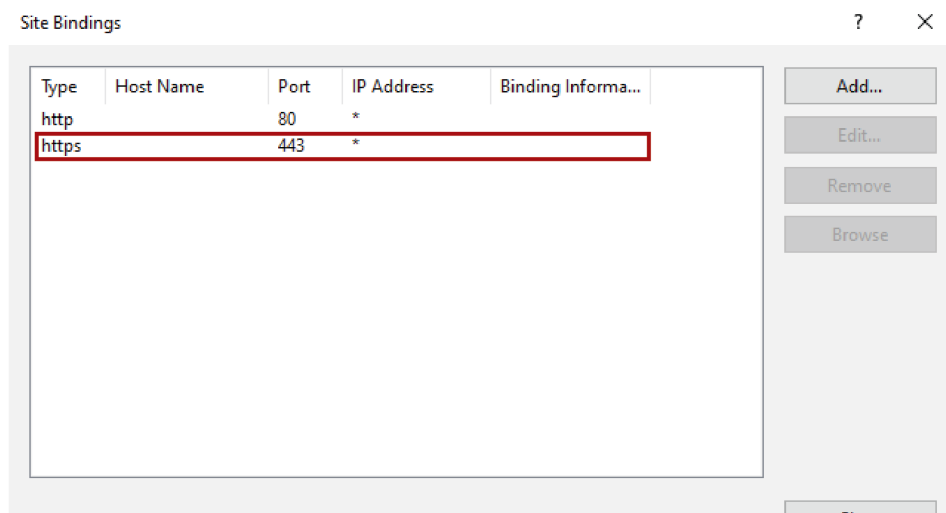 Site Bindings ? ×
Type Host Name Port IP Address Binding Informa...
http 80 *
https 443 *
Add...
Edit...
Remove
Browse